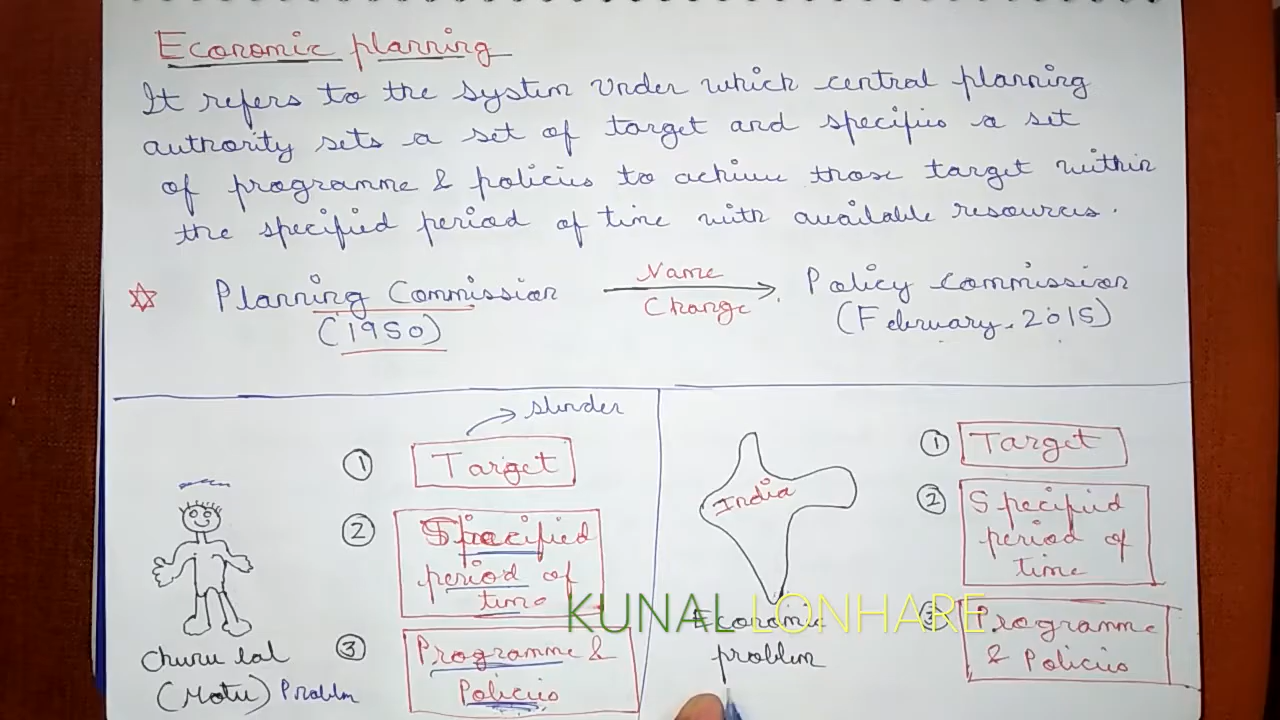 Economic planning
It refers to the system under which central planning
authority sets a set of target and specifies a set
of programme & policies to achieve those target within
the specified period of time with available resources.
Planning Commission
(1950)
Name
Change
Policy Commission
(February, 2015)
① Target
slender
② Specified
period of
time
③ Programme &
Policies
Churu lal
(Motu) Problem
India
Economic
problem
① Target
② Specified
period of
time
③ Programme
& Policies
KUNAL LONHARE